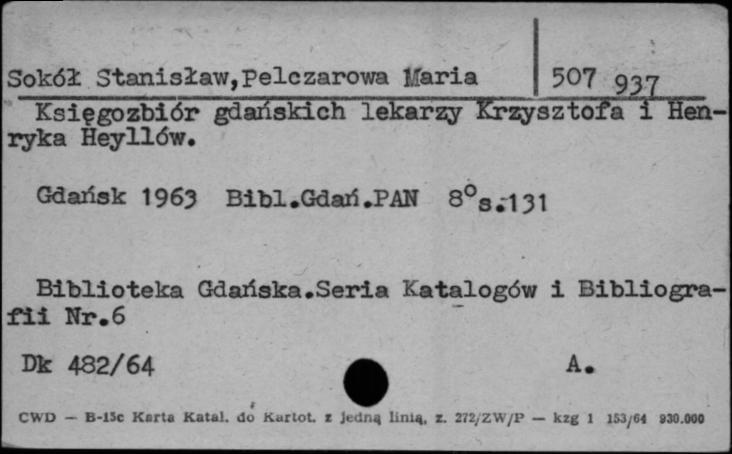 Sokół Stanisław,Pelczarowa Maria 507 937
Księgozbiór gdańskich lekarzy Krzysztofa i Hen-
ryka Heyllów.
Gdańsk 1963 Bibl.Gdań.PAN 8° s.131
Biblioteka Gdańska.Seria Katalogów i Bibliogra-
fii Nr.6
Dk 482/64 A.
CWD — B-15c Karta Katal. do Kartot. z jedną linią, z. 272/ZW/P — kzg 1 153/64 930.000